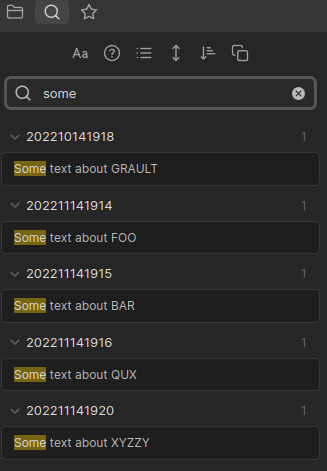 Aa
some
202210141918 1
Some text about GRAULT
202211141914 1
Some text about FOO
202211141915 1
Some text about BAR
202211141916 1
Some text about QUX
202211141920 1
Some text about XYZZY